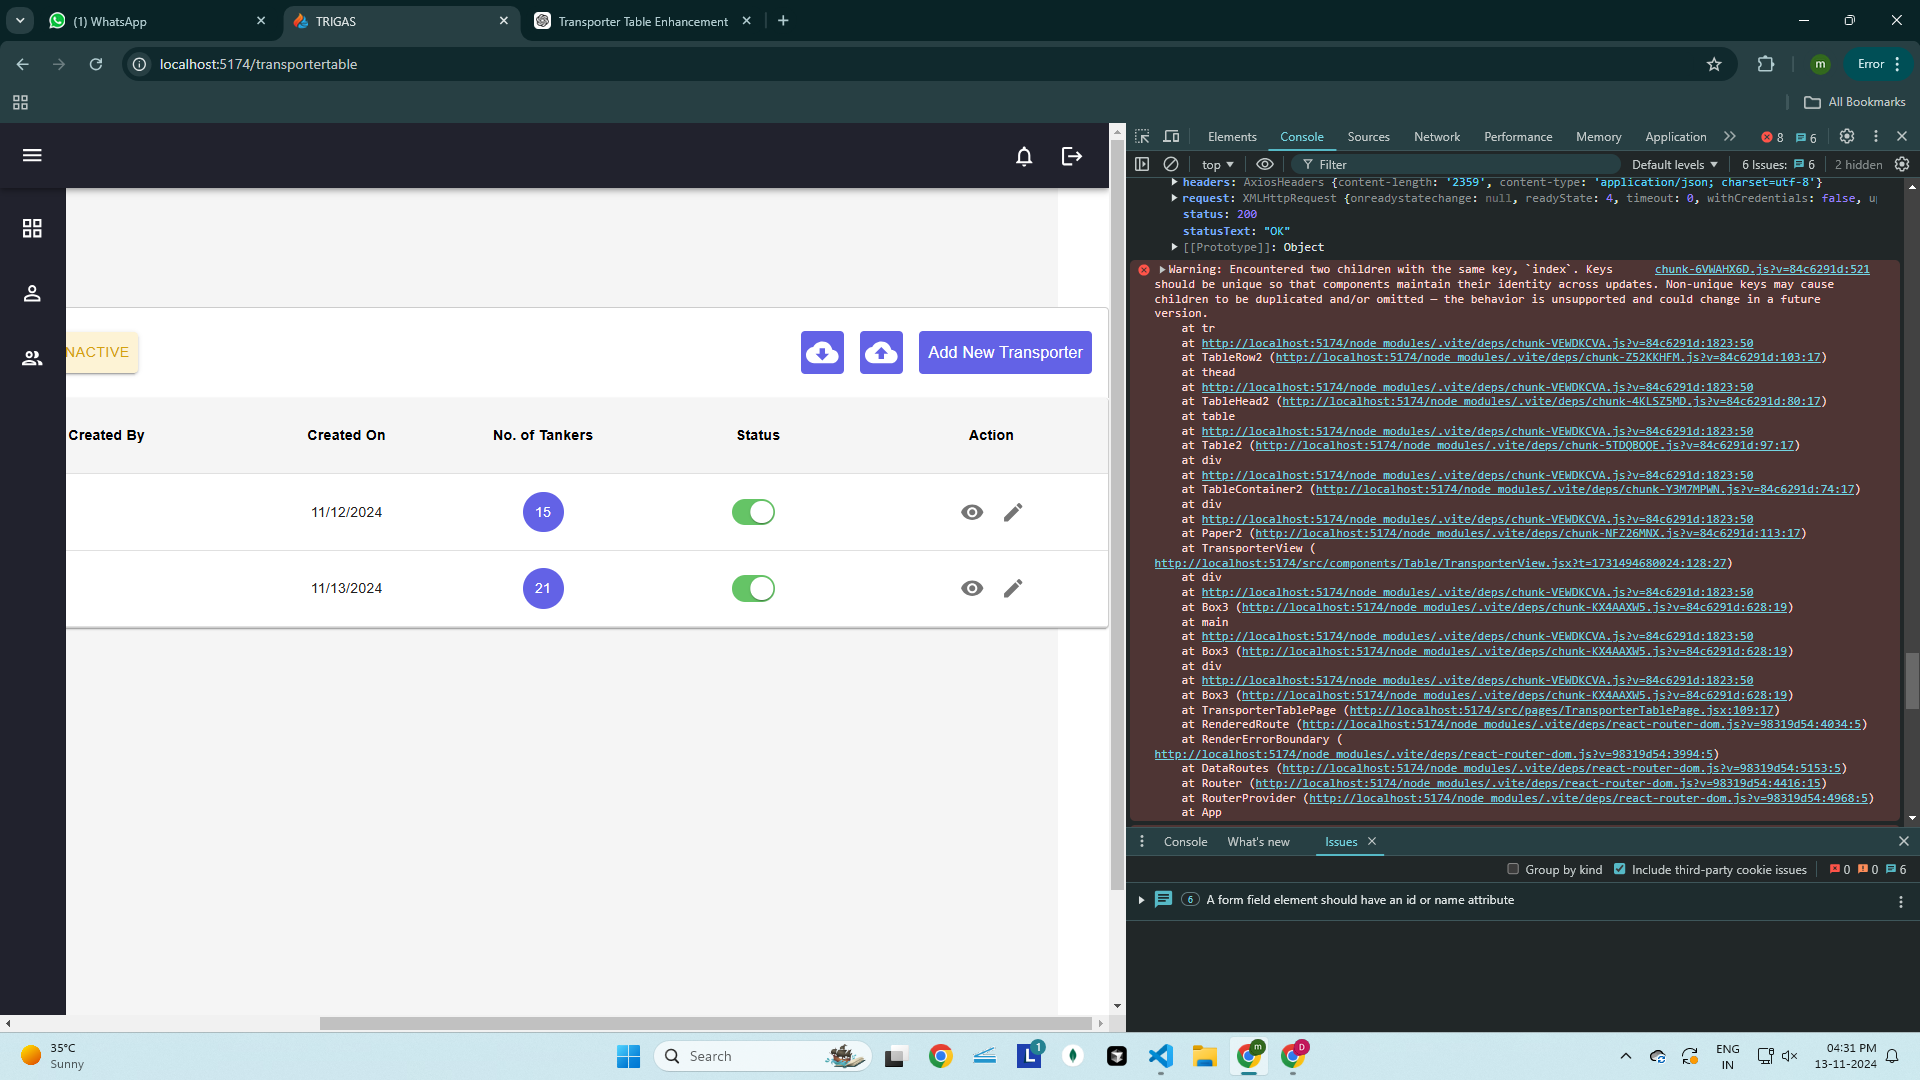 (1) WhatsApp
TRIGAS
Transporter Table Enhancement
localhost:5174/transportertable
m
Error
All Bookmarks
NACTIVE
Add New Transporter
Created By
Created On
No. of Tankers
Status
Action
11/12/2024
15
11/13/2024
21
Elements
Console
Sources
Network
Performance
Memory
Application
8
6
top
Filter
Default levels
6 Issues:
6
2 hidden
headers: AxiosHeaders {content-length: '2359', content-type: 'application/json; charset=utf-8'}
request: XMLHttpRequest {onreadystatechange: null, readyState: 4, timeout: 0, withCredentials: false, u
status: 200
statusText: "OK"
[[Prototype]]: Object
Warning: Encountered two children with the same key, `index`. Keys chunk-6VWAHX6D.js?v=84c6291d:521
should be unique so that components maintain their identity across updates. Non-unique keys may cause
children to be duplicated and/or omitted — the behavior is unsupported and could change in a future
version.
at tr
at http://localhost:5174/node_modules/.vite/deps/chunk-VEWDKCVA.js?v=84c6291d:1823:50
at TableRow2 (http://localhost:5174/node_modules/.vite/deps/chunk-Z52KKHFM.js?v=84c6291d:103:17)
at thead
at http://localhost:5174/node_modules/.vite/deps/chunk-VEWDKCVA.js?v=84c6291d:1823:50
at TableHead2 (http://localhost:5174/node_modules/.vite/deps/chunk-4KLSZ5MD.js?v=84c6291d:80:17)
at table
at http://localhost:5174/node_modules/.vite/deps/chunk-VEWDKCVA.js?v=84c6291d:1823:50
at Table2 (http://localhost:5174/node_modules/.vite/deps/chunk-5TDQBQOE.js?v=84c6291d:97:17)
at div
at http://localhost:5174/node_modules/.vite/deps/chunk-VEWDKCVA.js?v=84c6291d:1823:50
at TableContainer2 (http://localhost:5174/node_modules/.vite/deps/chunk-Y3M7MPWN.js?v=84c6291d:74:17)
at div
at http://localhost:5174/node_modules/.vite/deps/chunk-VEWDKCVA.js?v=84c6291d:1823:50
at Paper2 (http://localhost:5174/node_modules/.vite/deps/chunk-NFZ26MNX.js?v=84c6291d:113:17)
at TransporterView (
http://localhost:5174/src/components/Table/TransporterView.jsx?t=1731494680024:128:27)
at div
at http://localhost:5174/node_modules/.vite/deps/chunk-VEWDKCVA.js?v=84c6291d:1823:50
at Box3 (http://localhost:5174/node_modules/.vite/deps/chunk-KX4AAXW5.js?v=84c6291d:628:19)
at main
at http://localhost:5174/node_modules/.vite/deps/chunk-VEWDKCVA.js?v=84c6291d:1823:50
at Box3 (http://localhost:5174/node_modules/.vite/deps/chunk-KX4AAXW5.js?v=84c6291d:628:19)
at div
at http://localhost:5174/node_modules/.vite/deps/chunk-VEWDKCVA.js?v=84c6291d:1823:50
at Box3 (http://localhost:5174/node_modules/.vite/deps/chunk-KX4AAXW5.js?v=84c6291d:628:19)
at TransporterTablePage (http://localhost:5174/src/pages/TransporterTablePage.jsx:109:17)
at RenderedRoute (http://localhost:5174/node_modules/.vite/deps/react-router-dom.js?v=98319d54:4034:5)
at RenderErrorBoundary (
http://localhost:5174/node_modules/.vite/deps/react-router-dom.js?v=98319d54:3994:5)
at DataRoutes (http://localhost:5174/node_modules/.vite/deps/react-router-dom.js?v=98319d54:5153:5)
at Router (http://localhost:5174/node_modules/.vite/deps/react-router-dom.js?v=98319d54:4416:15)
at RouterProvider (http://localhost:5174/node_modules/.vite/deps/react-router-dom.js?v=98319d54:4968:5)
at App
Console
What's new
Issues
Group by kind
Include third-party cookie issues
0
0
6
6
A form field element should have an id or name attribute
35°C
Sunny
Search
L
1
m
D
ENG
IN
04:31 PM
13-11-2024